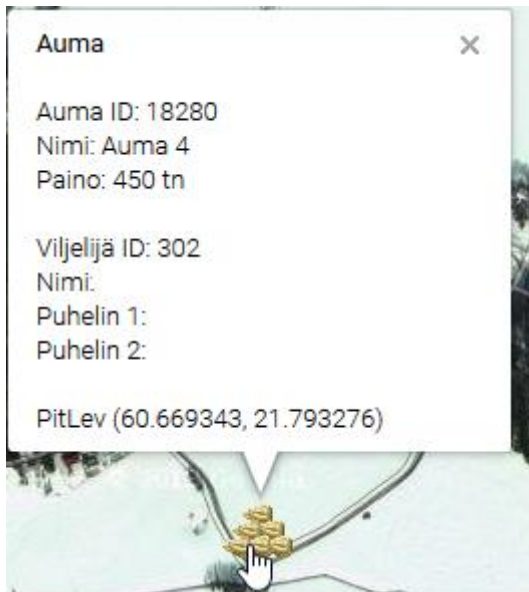 Auma
Auma ID: 18280
Nimi: Auma 4
Paino: 450 tn
Viljelijä ID: 302
Nimi:
Puhelin 1:
Puhelin 2:
PitLev (60.669343, 21.793276)